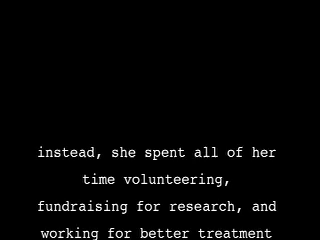 instead, she spent all of her
time volunteering,
fundraising for research, and
working for better treatment